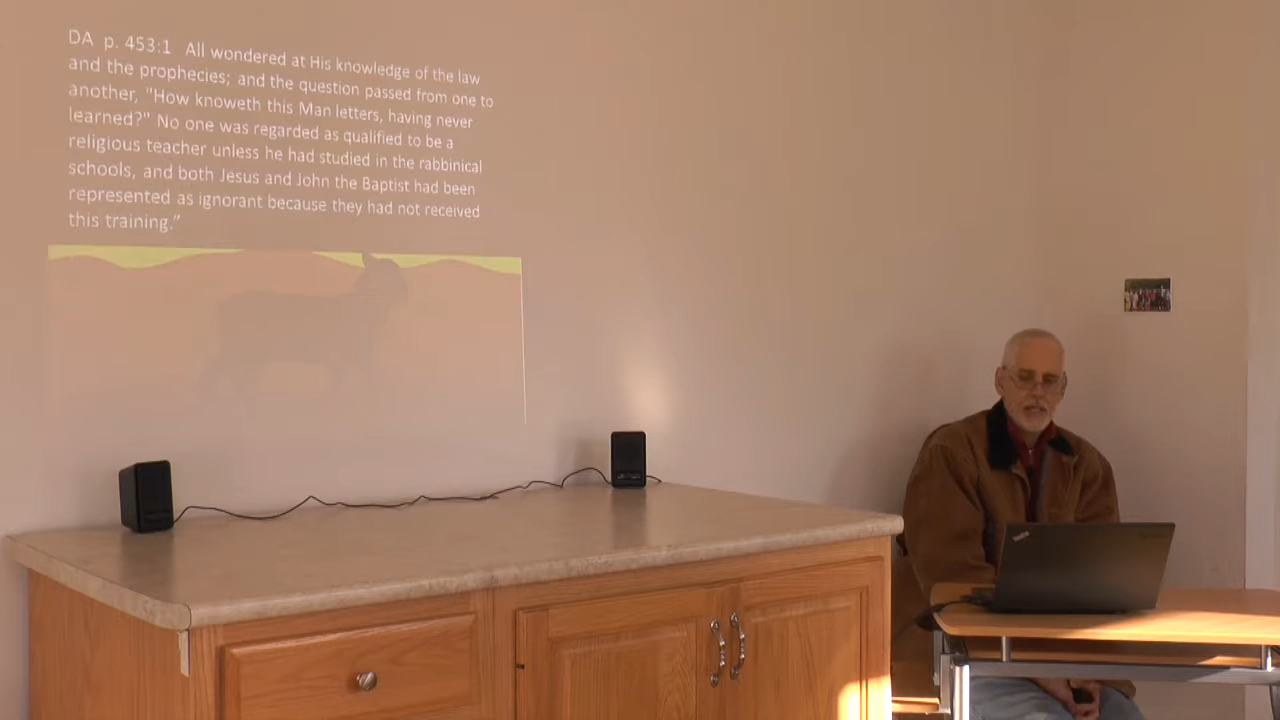 DA p. 453:1 All wondered at His knowledge of the law
and the prophecies; and the question passed from one to
another, "How knoweth this Man letters, having never
learned?" No one was regarded as qualified to be a
religious teacher unless he had studied in the rabbinical
schools, and both Jesus and John the Baptist had been
represented as ignorant because they had not received
this training.”
ThinkPad